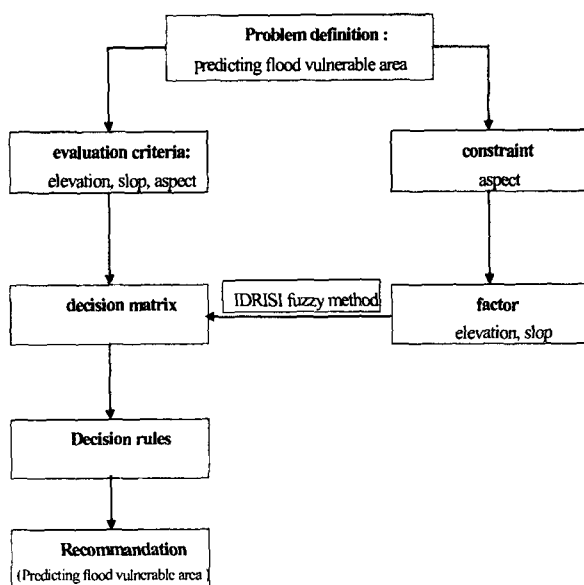 Problem definition :
predicting flood vulnerable area
evaluation criteria:
elevation, slop, aspect
constraint
aspect
decision matrix
IDRISI fuzzy method
factor
elevation, slop
Decision rules
Recommandation
(Predicting flood vulnerable area )